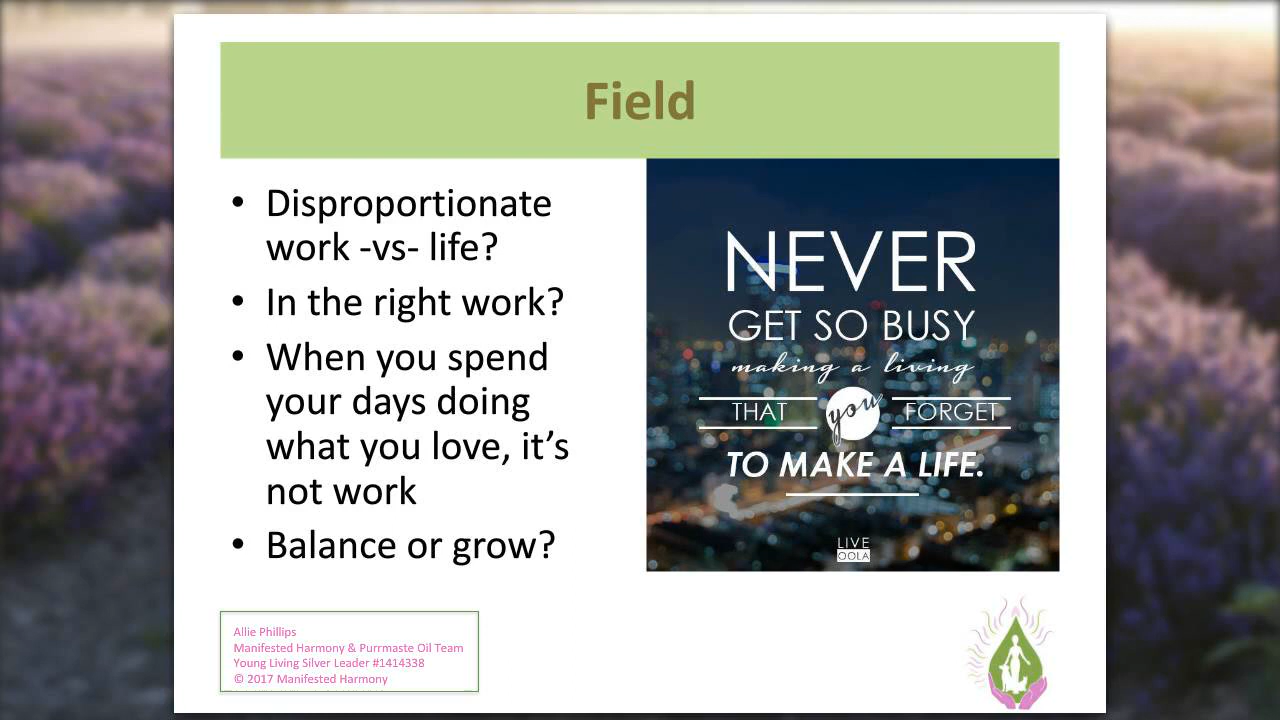 Field
• Disproportionate
work -vs- life?
• In the right work?
• When you spend
your days doing
what you love, it’s
not work
• Balance or grow?
NEVER
GET SO BUSY
making a living
THAT you FORGET
TO MAKE A LIFE.
LIVE
OOLA
Allie Phillips
Manifested Harmony & Purrmaste Oil Team
Young Living Silver Leader #1414338
© 2017 Manifested Harmony